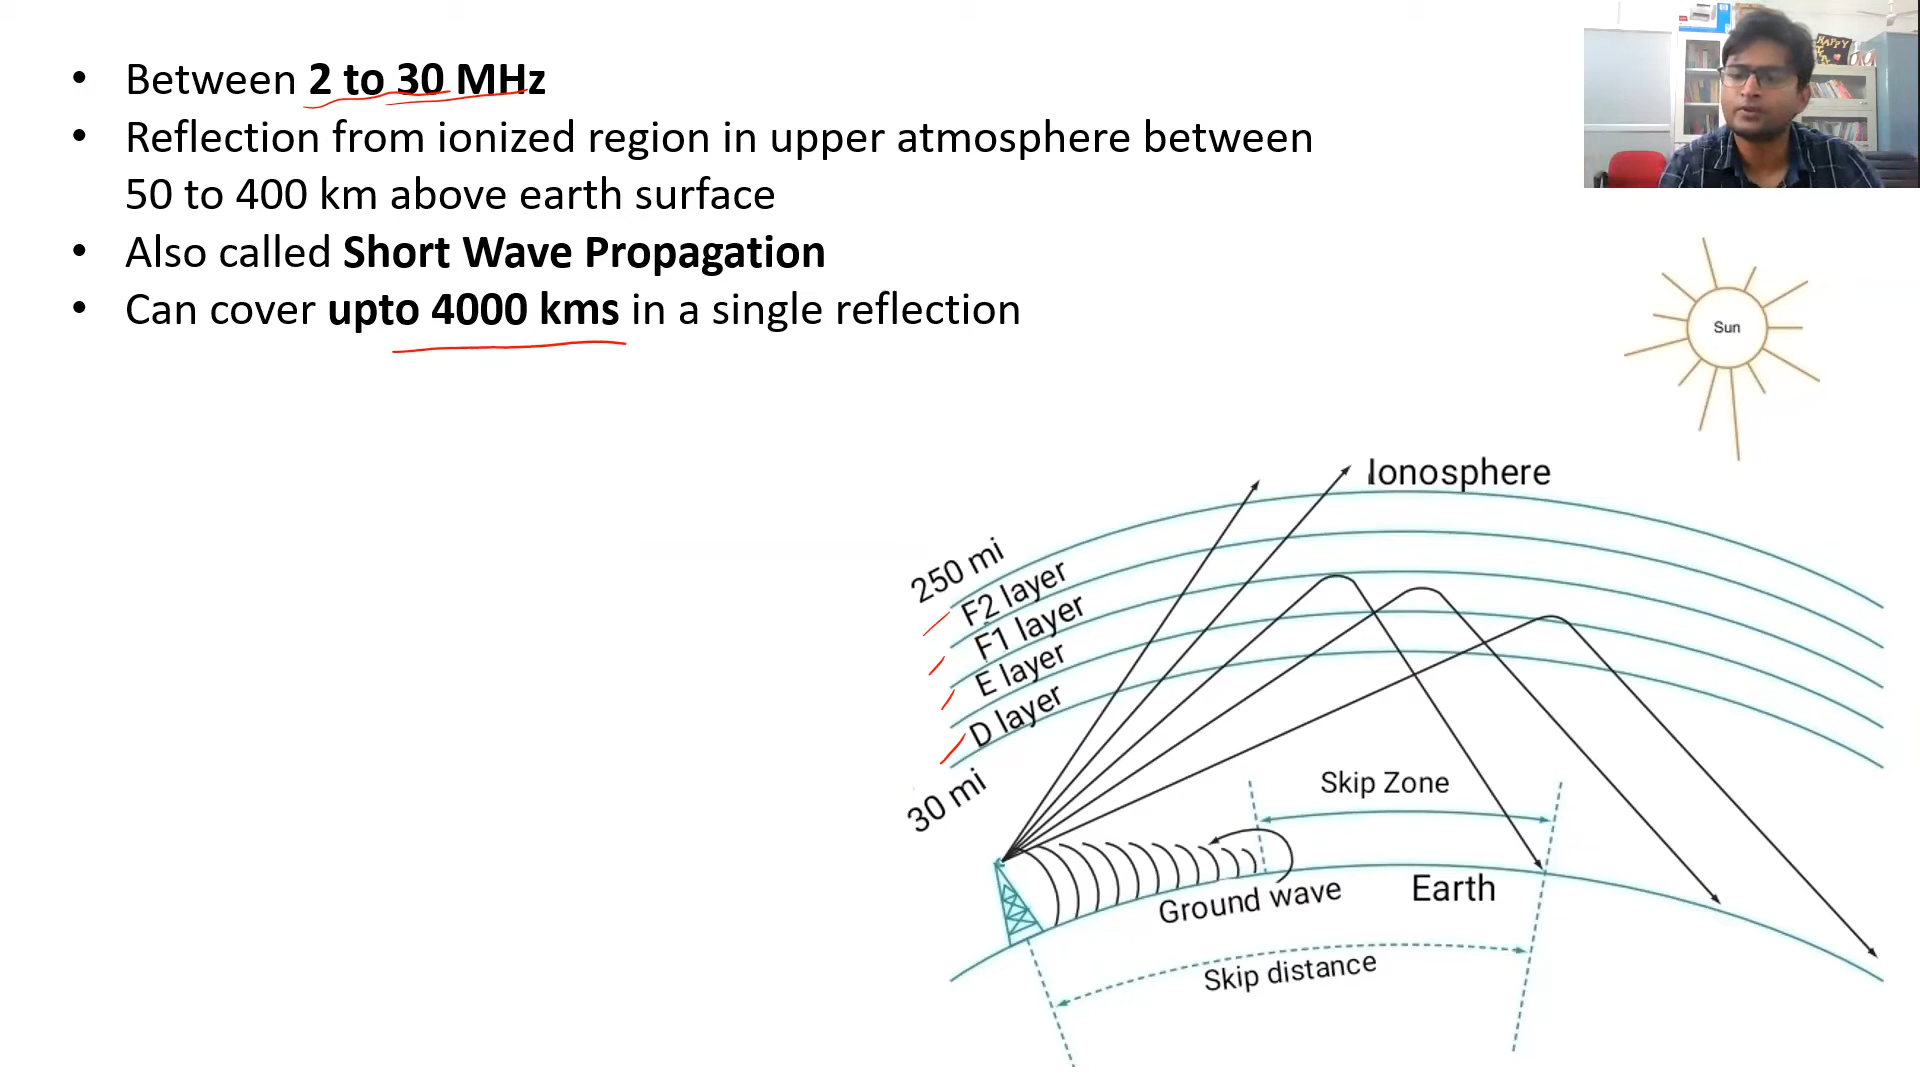 • Between 2 to 30 MHz
• Reflection from ionized region in upper atmosphere between
50 to 400 km above earth surface
• Also called Short Wave Propagation
• Can cover upto 4000 kms in a single reflection
HAPPY
Sun
Ionosphere
250 mi
F2 layer
F1 layer
E layer
D layer
30 mi
Skip Zone
Ground wave
Earth
Skip distance